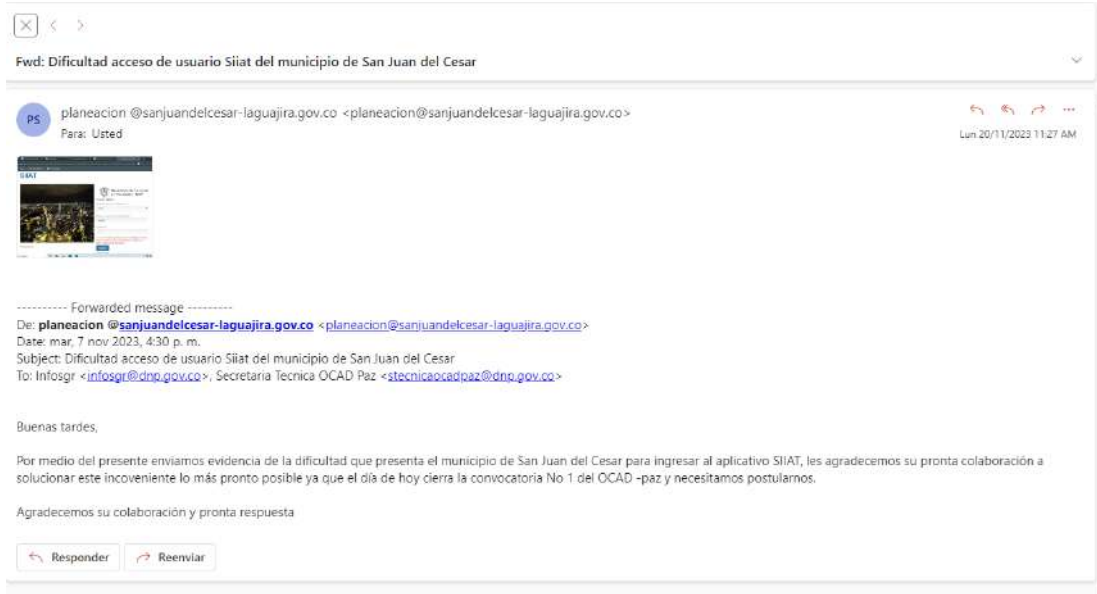 Fwd: Dificultad acceso de usuario Siiat del municipio de San Juan del Cesar
PS
planeacion @sanjuandelcesar-laguajira.gov.co <planeacion@sanjuandelcesar-laguajira.gov.co>
Para: Usted
Lun 20/11/2023 11:27 AM
SIIAT
---------- Forwarded message ---------
De: planeacion @sanjuandelcesar-laguajira.gov.co <planeacion@sanjuandelcesar-laguajira.gov.co>
Date: mar, 7 nov 2023, 4:30 p. m.
Subject: Dificultad acceso de usuario Siiat del municipio de San Juan del Cesar
To: Infosgr <infosgr@dnp.gov.co>, Secretaria Tecnica OCAD Paz <stecnicaocadpaz@dnp.gov.co>
Buenas tardes,
Por medio del presente enviamos evidencia de la dificultad que presenta el municipio de San Juan del Cesar para ingresar al aplicativo SIIAT, les agradecemos su pronta colaboración a
solucionar este incoveniente lo más pronto posible ya que el día de hoy cierra la convocatoria No 1 del OCAD -paz y necesitamos postularnos.
Agradecemos su colaboración y pronta respuesta
Responder
Reenviar